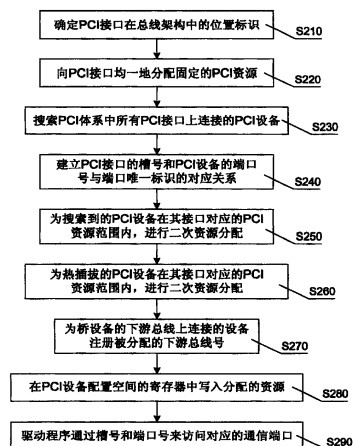 确定PCI接口在总线架构中的位置标识
S210
向PCI接口均一地分配固定的PCI资源
S220
搜索PCI体系中所有PCI接口上连接的PCI设备
S230
建立PCI接口的槽号和PCI设备的端口
号与端口唯一标识的对应关系
S240
为搜索到的PCI设备在其接口对应的PCI
资源范围内，进行二次资源分配
S250
为热插拔的PCI设备在其接口对应的PCI
资源范围内，进行二次资源分配
S260
为桥设备的下游总线上连接的设备
注册被分配的下游总线号
S270
在PCI设备配置空间的寄存器中写入分配的资源
S280
驱动程序通过槽号和端口号来访问对应的通信端口
S290